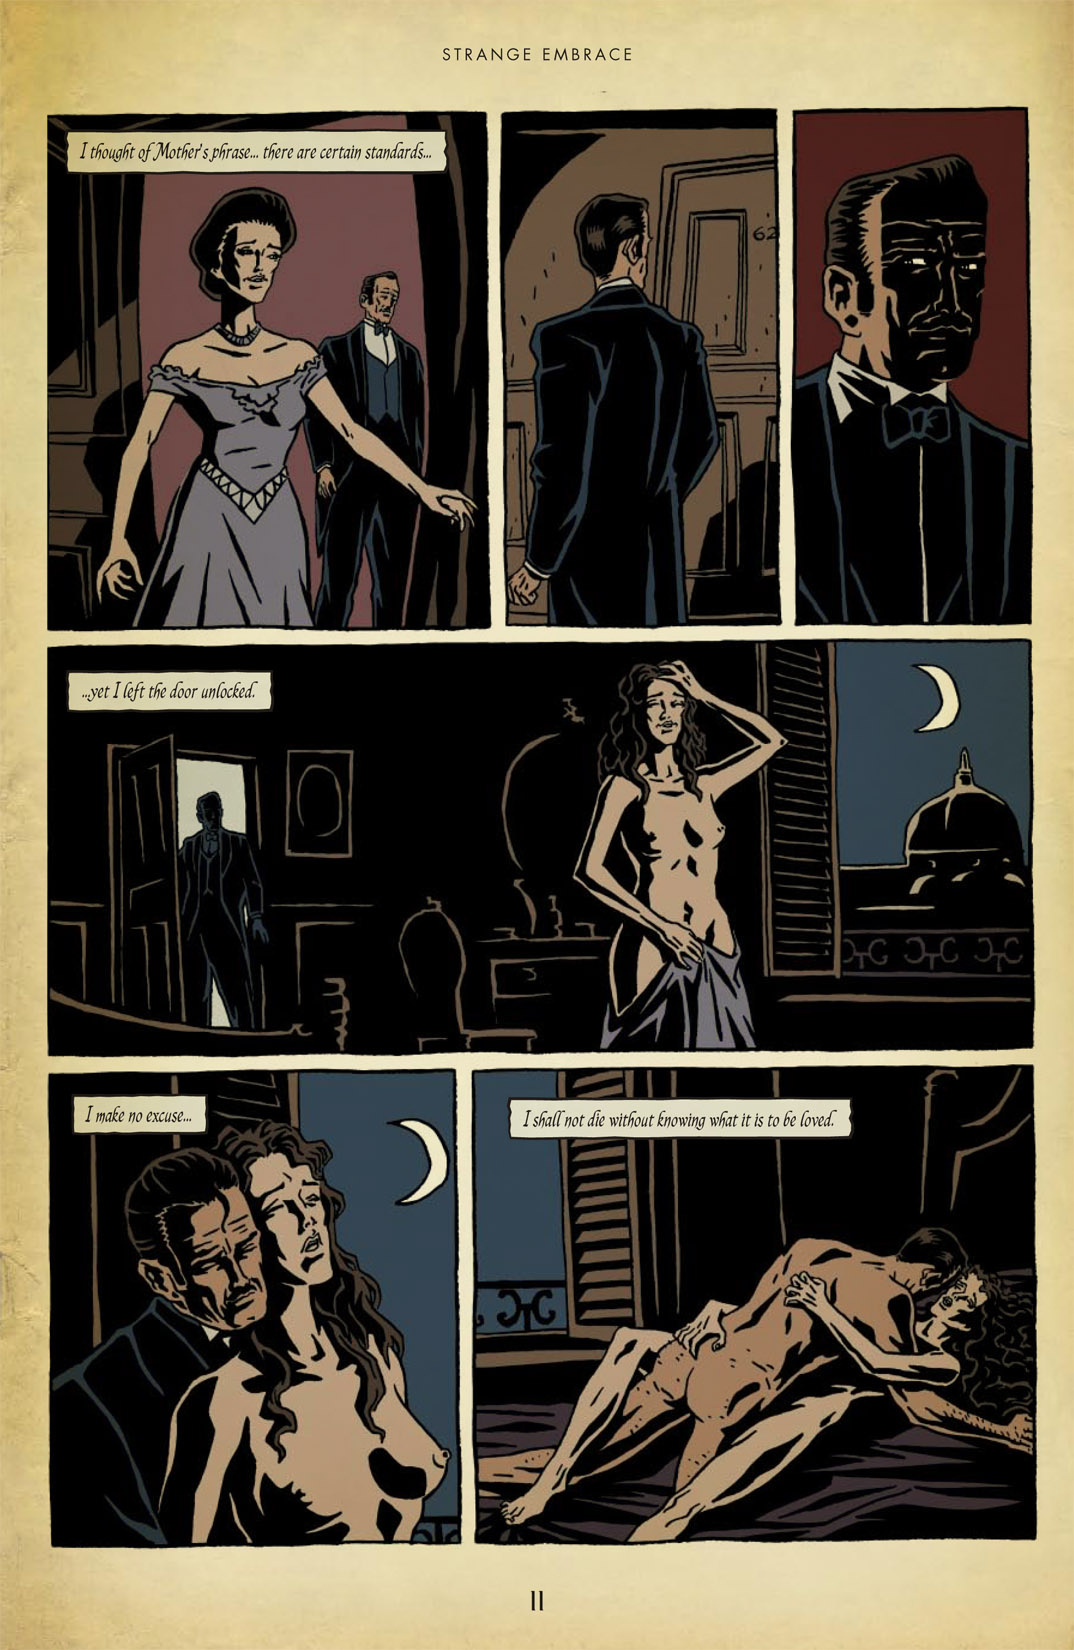 STRANGE EMBRACE
I thought of Mother's phrase... there are certain standards...
62
...yet I left the door unlocked.
I make no excuse...
I shall not die without knowing what it is to be loved.
11